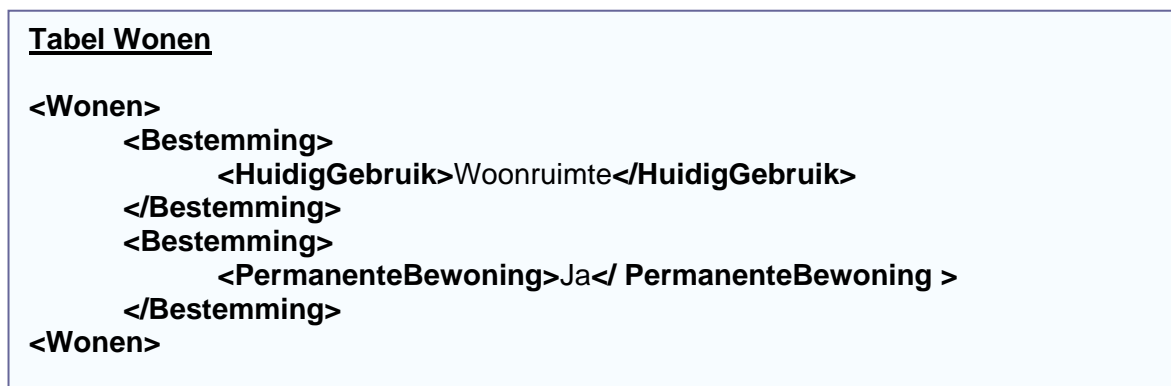 Tabel Wonen
<Wonen>
<Bestemming>
<HuidigGebruik>Woonruimte</HuidigGebruik>
</Bestemming>
<Bestemming>
<PermanenteBewoning>Ja</ PermanenteBewoning >
</Bestemming>
<Wonen>